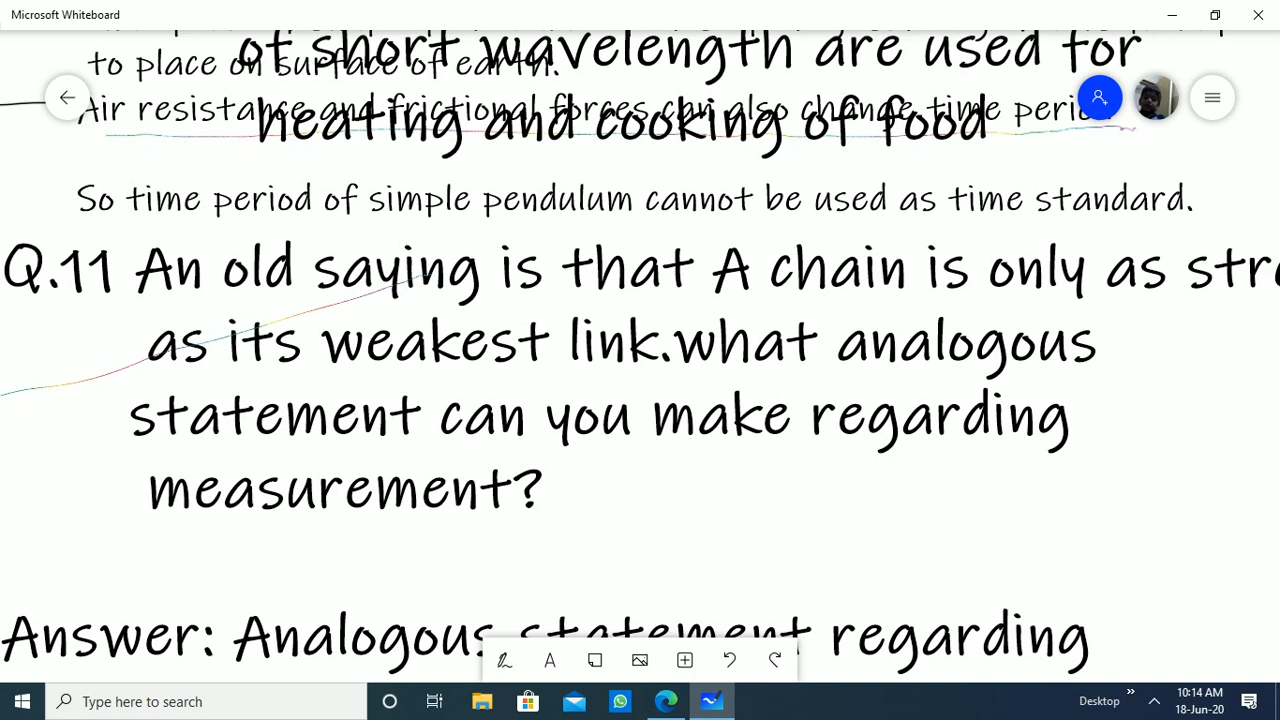 Microsoft Whiteboard
of short wavelength are used for
to place on surface of earth.
Air resistance and frictional forces can also change time period.
heating and cooking of food
So time period of simple pendulum cannot be used as time standard.
Q.11 An old saying is that A chain is only as stro
as its weakest link.what analogous
statement can you make regarding
measurement?
Answer: Analogous statement regarding
Type here to search
Desktop
10:14 AM
18-Jun-20